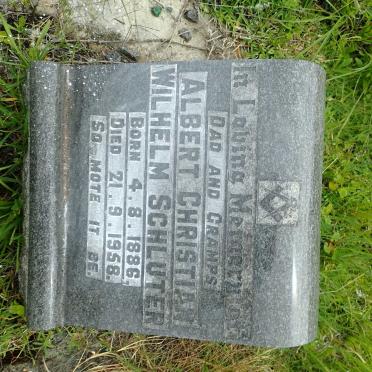 In Loving Memory of
DAD AND GRAMPS
ALBERT CHRISTIAN
WILHELM SCHLUTER
BORN 4.8.1886,
DIED 21.9.1958.
SO MOTE IT BE.